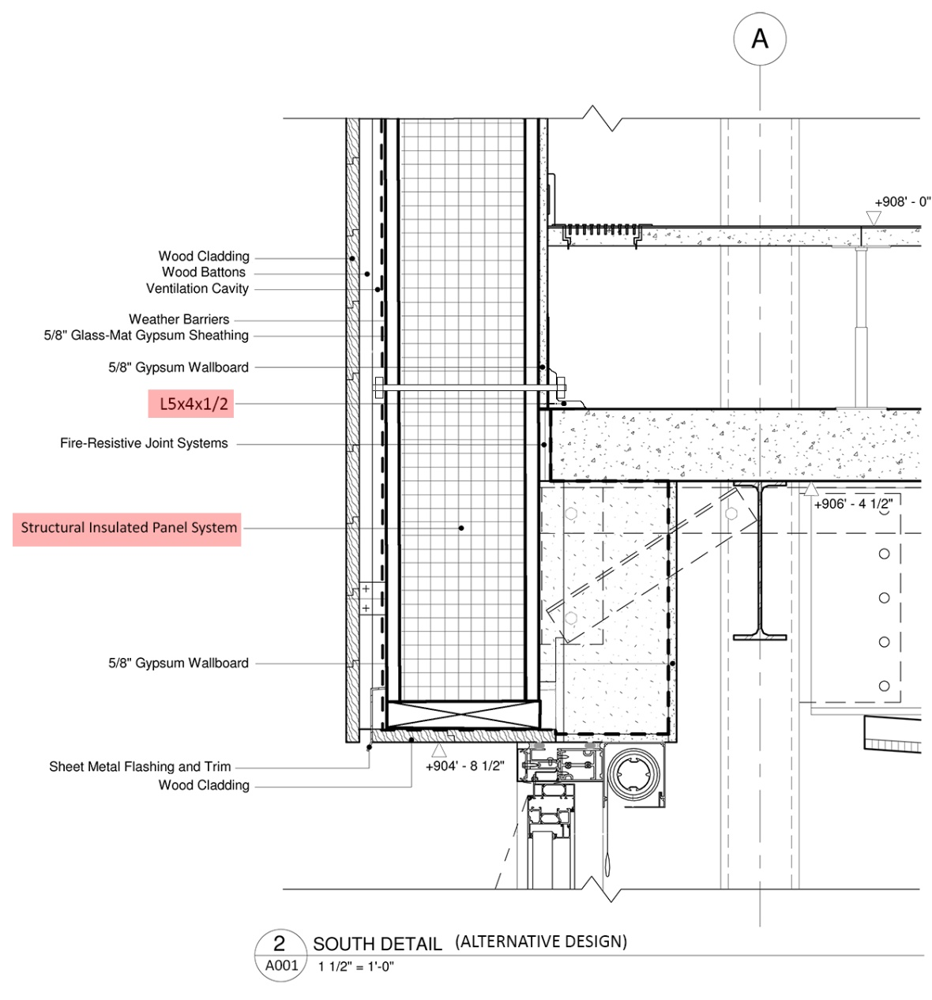 A
+908' - 0"
Wood Cladding
Wood Battons
Ventilation Cavity
Weather Barriers
5/8" Glass-Mat Gypsum Sheathing
5/8" Gypsum Wallboard
L5x4x1/2
Fire-Resistive Joint Systems
+906' - 4 1/2"
Structural Insulated Panel System
5/8" Gypsum Wallboard
Sheet Metal Flashing and Trim
+904' - 8 1/2"
Wood Cladding
2 SOUTH DETAIL (ALTERNATIVE DESIGN)
A001 1 1/2" = 1'-0"